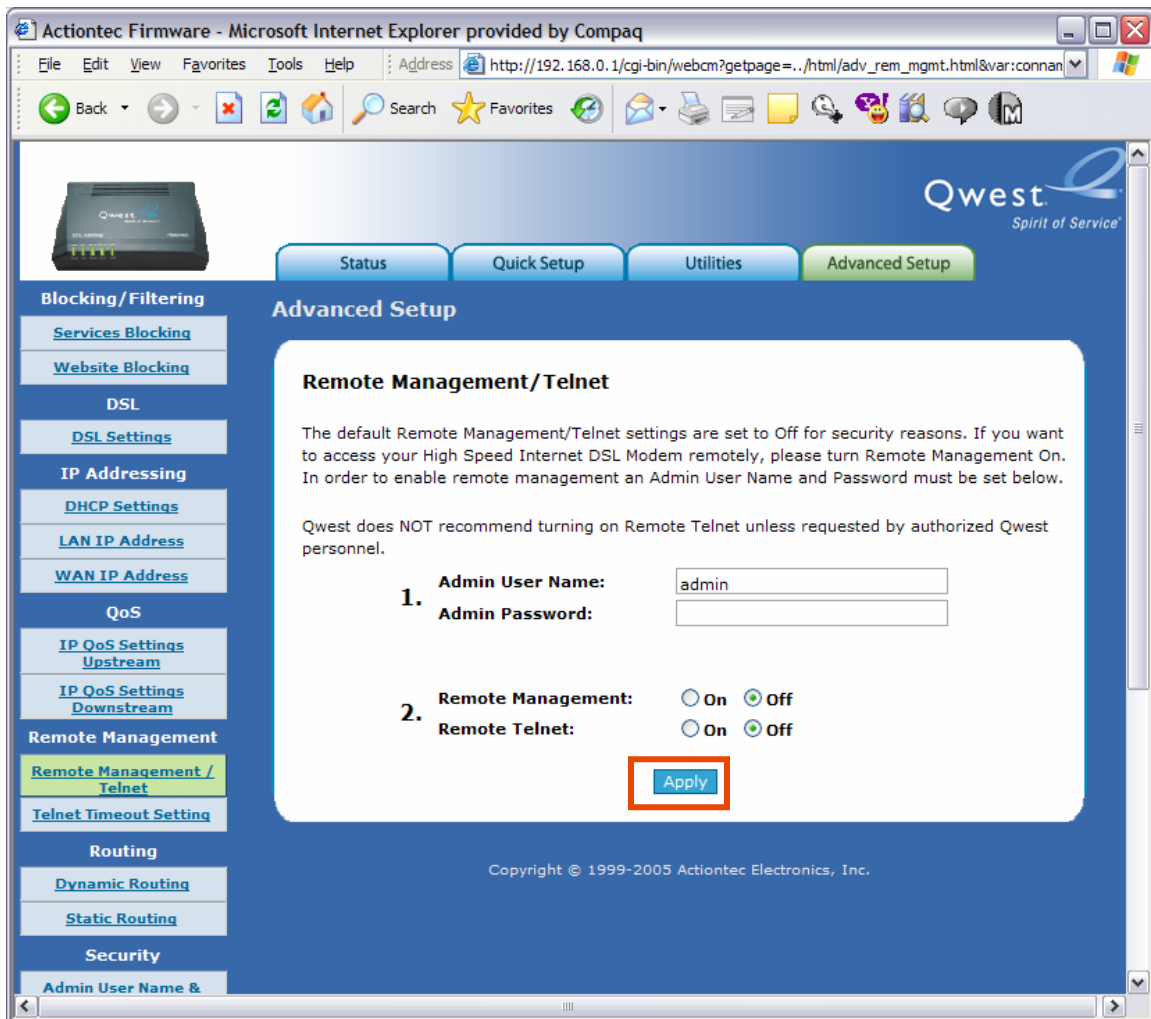 Actiontec Firmware - Microsoft Internet Explorer provided by Compaq
File Edit View Favorites Tools Help Address http://192.168.0.1/cgi-bin/webcm?getpage=../html/adv_rem_mgmt.html&var:connan
Back Search Favorites
Qwest
Spirit of Service
Qwest
Status Quick Setup Utilities Advanced Setup
Blocking/Filtering
Services Blocking
Website Blocking
DSL
DSL Settings
IP Addressing
DHCP Settings
LAN IP Address
WAN IP Address
QoS
IP QoS Settings
Upstream
IP QoS Settings
Downstream
Remote Management
Remote Management /
Telnet
Telnet Timeout Setting
Routing
Dynamic Routing
Static Routing
Security
Admin User Name &
Advanced Setup
Remote Management/Telnet
The default Remote Management/Telnet settings are set to Off for security reasons. If you want
to access your High Speed Internet DSL Modem remotely, please turn Remote Management On.
In order to enable remote management an Admin User Name and Password must be set below.
Qwest does NOT recommend turning on Remote Telnet unless requested by authorized Qwest
personnel.
1.
Admin User Name: admin
Admin Password:
2.
Remote Management: On Off
Remote Telnet: On Off
Apply
Copyright © 1999-2005 Actiontec Electronics, Inc.